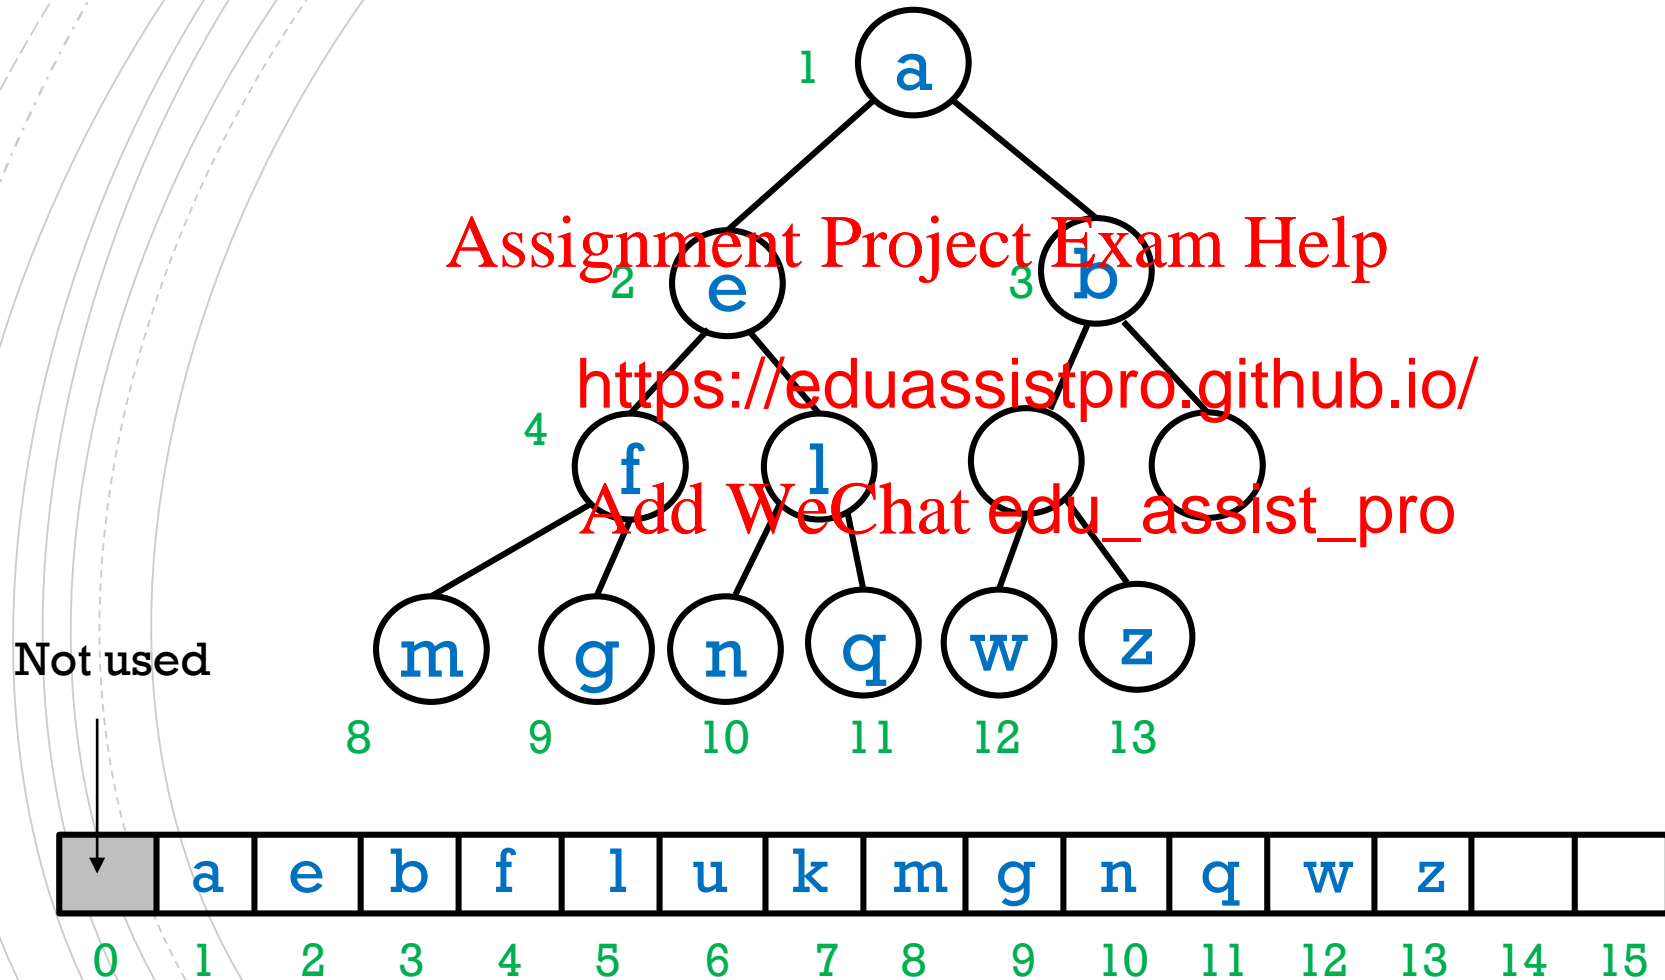 1 a
Assignment Project Exam Help
2 e 3 b
https://eduassistpro.github.io/
4 f l
Add WeChat edu_assist_pro
Not used
m g n q w z
8 9 10 11 12 13
a e b f l u k m g n q w z
0 1 2 3 4 5 6 7 8 9 10 11 12 13 14 15